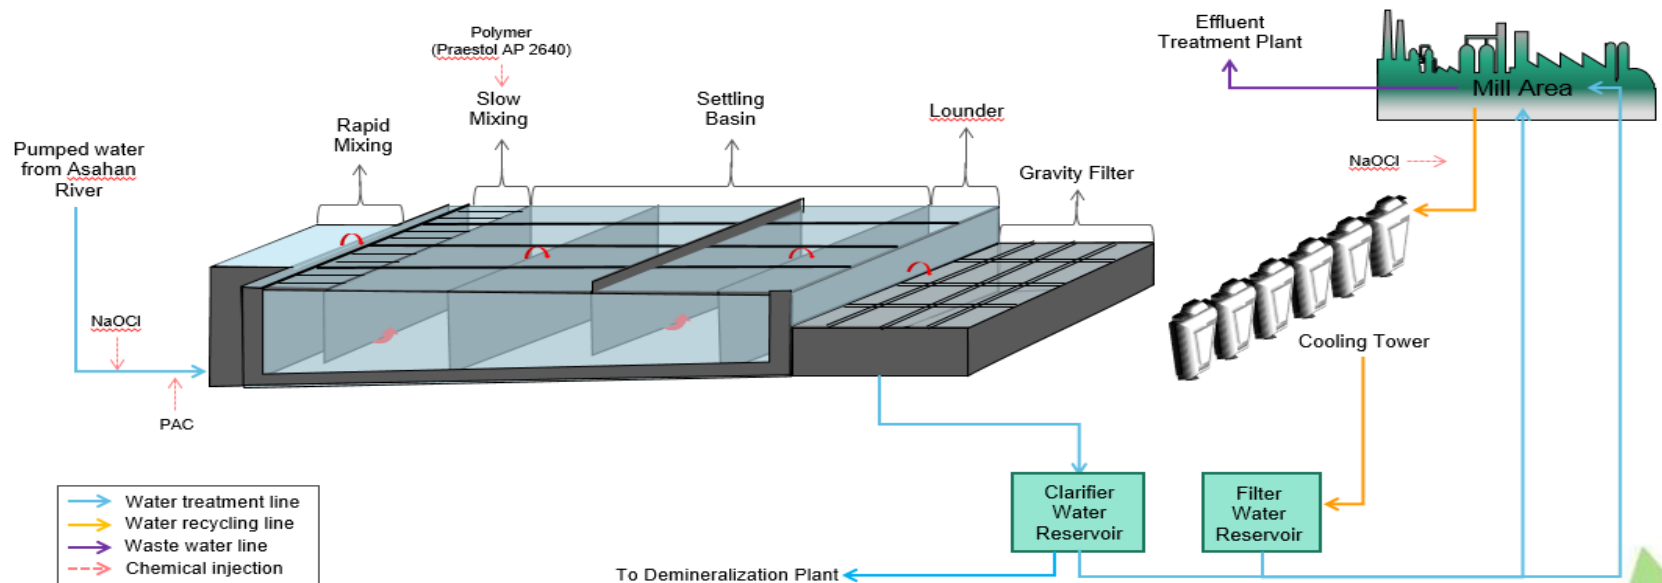 Polymer
(Praestol AP 2640)
Slow
Mixing
Settling
Basin
Lounder
Rapid
Mixing
Gravity Filter
Pumped water
from Asahan
River
NaOCl
PAC
Effluent
Treatment Plant
Mill Area
NaOCl
Cooling Tower
Clarifier
Water
Reservoir
Filter
Water
Reservoir
To Demineralization Plant
Water treatment line
Water recycling line
Waste water line
Chemical injection